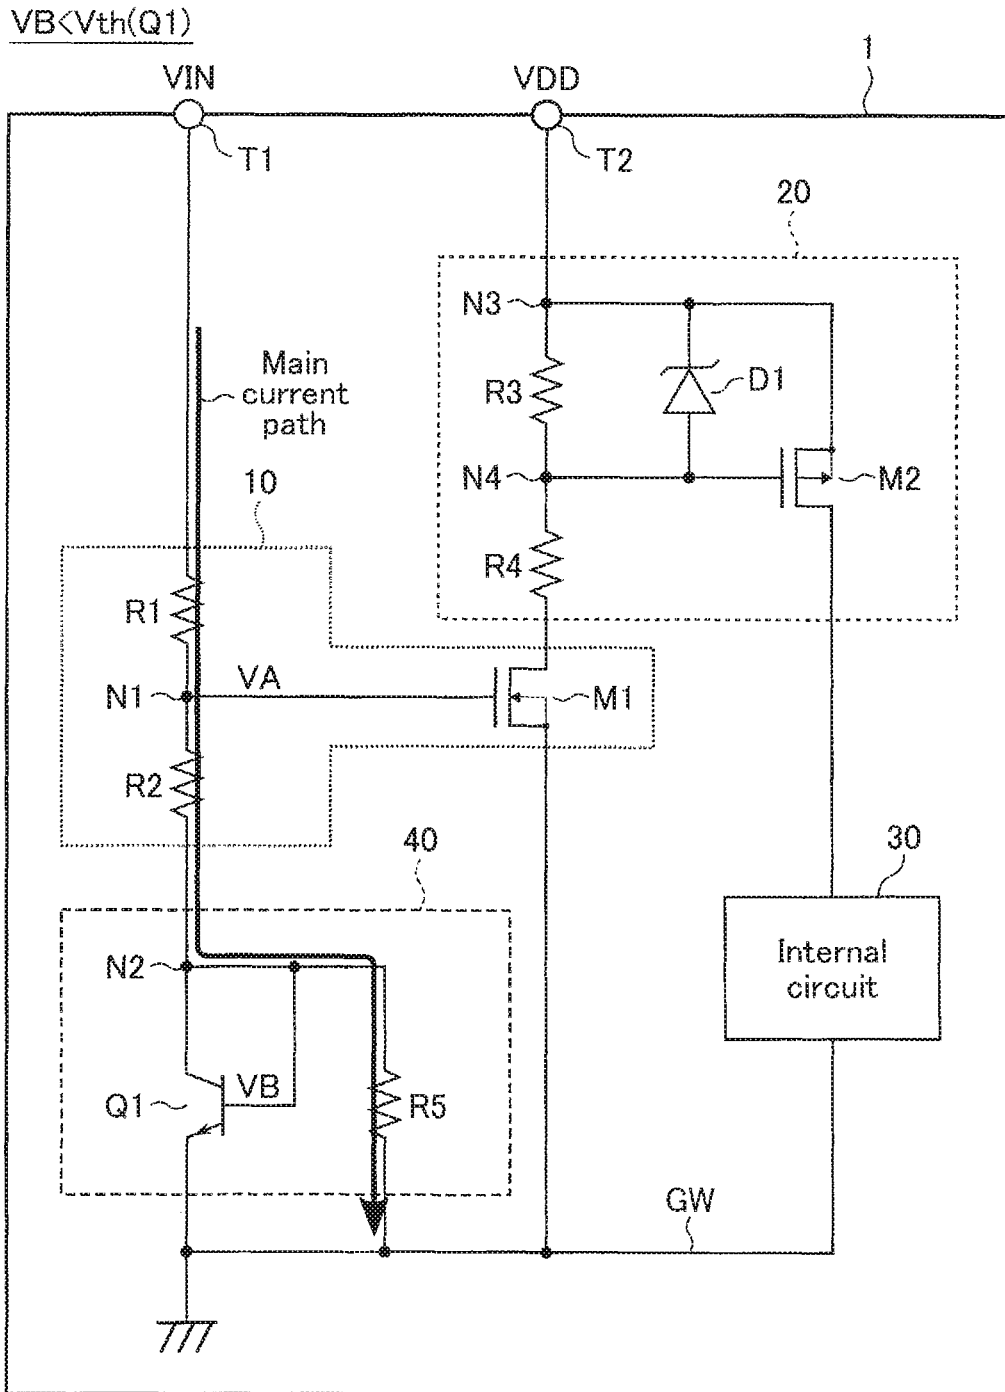 VB<Vth(Q1)
VIN
VDD
1
T1
T2
20
N3
Main
current
path
R3
D1
N4
M2
10
R4
R1
N1
VA
M1
R2
40
30
N2
Internal
circuit
Q1
VB
R5
GW